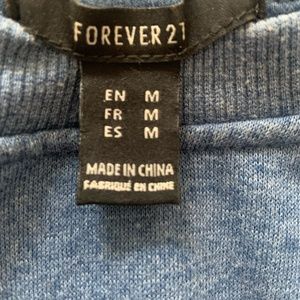 FOREVER 21
EN M
FR M
ES M
MADE IN CHINA
FABRIQUÉ EN CHINE